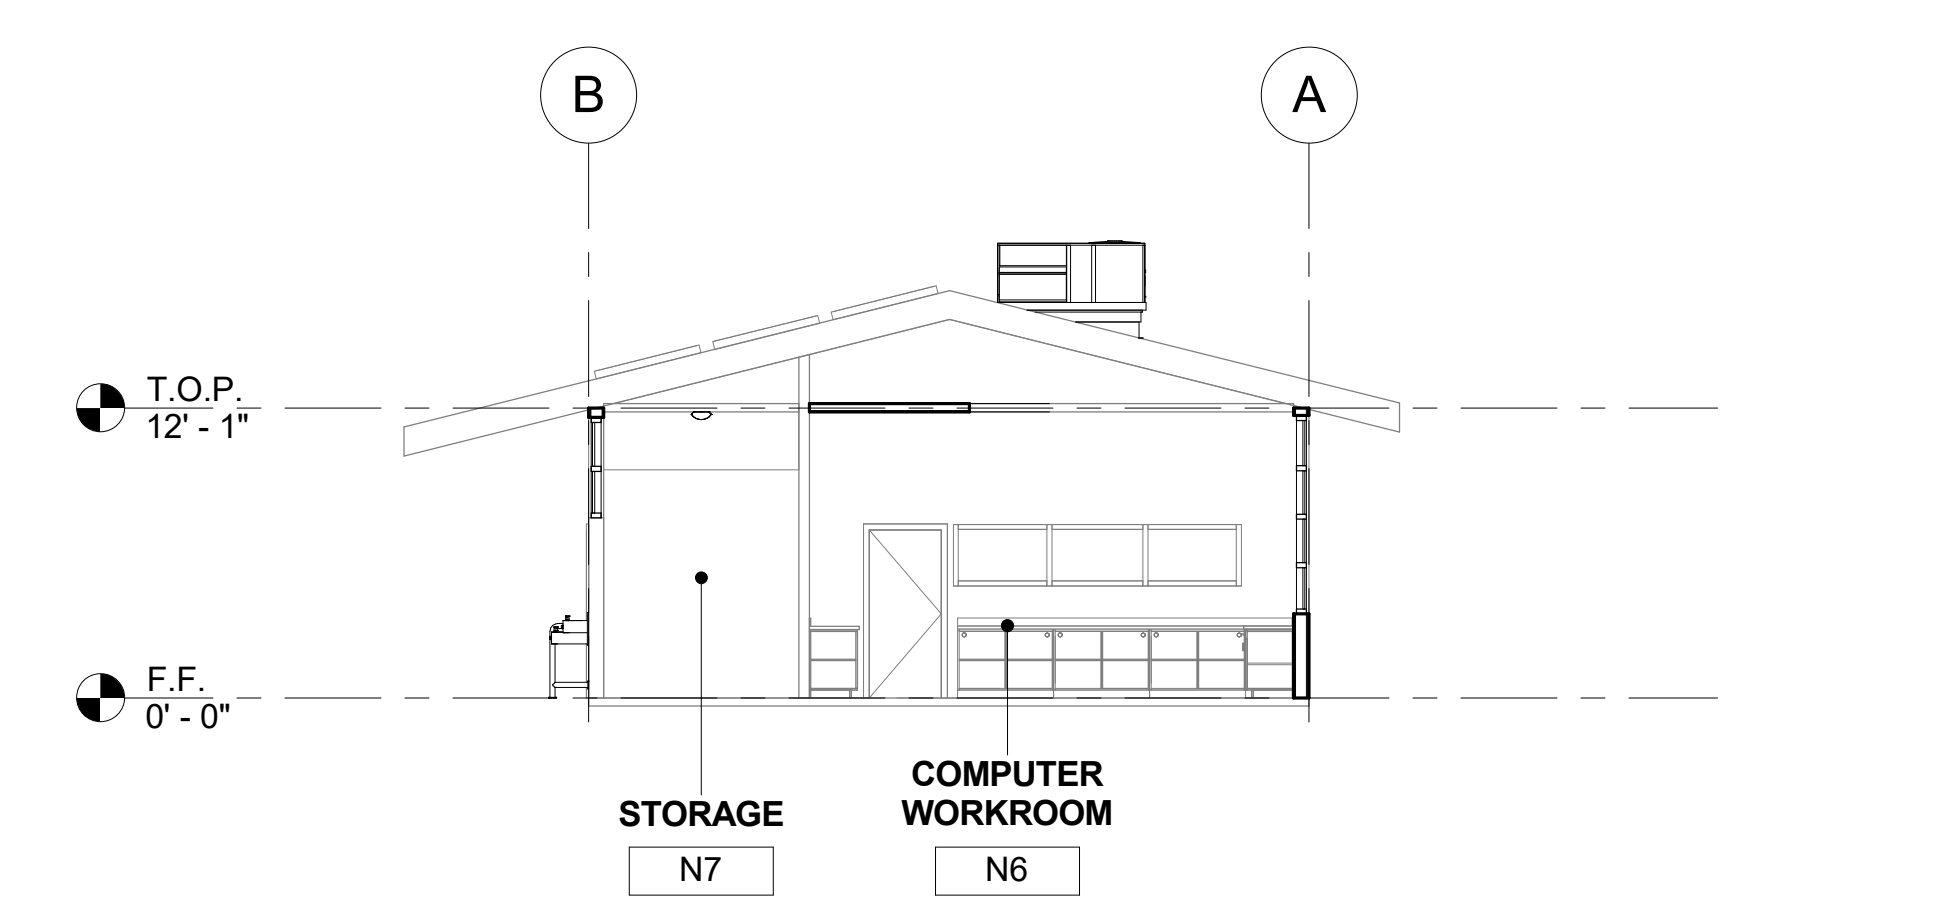 B
A
T.O.P.
12' - 1"
F.F.
0' - 0"
COMPUTER
WORKROOM
STORAGE
N7
N6